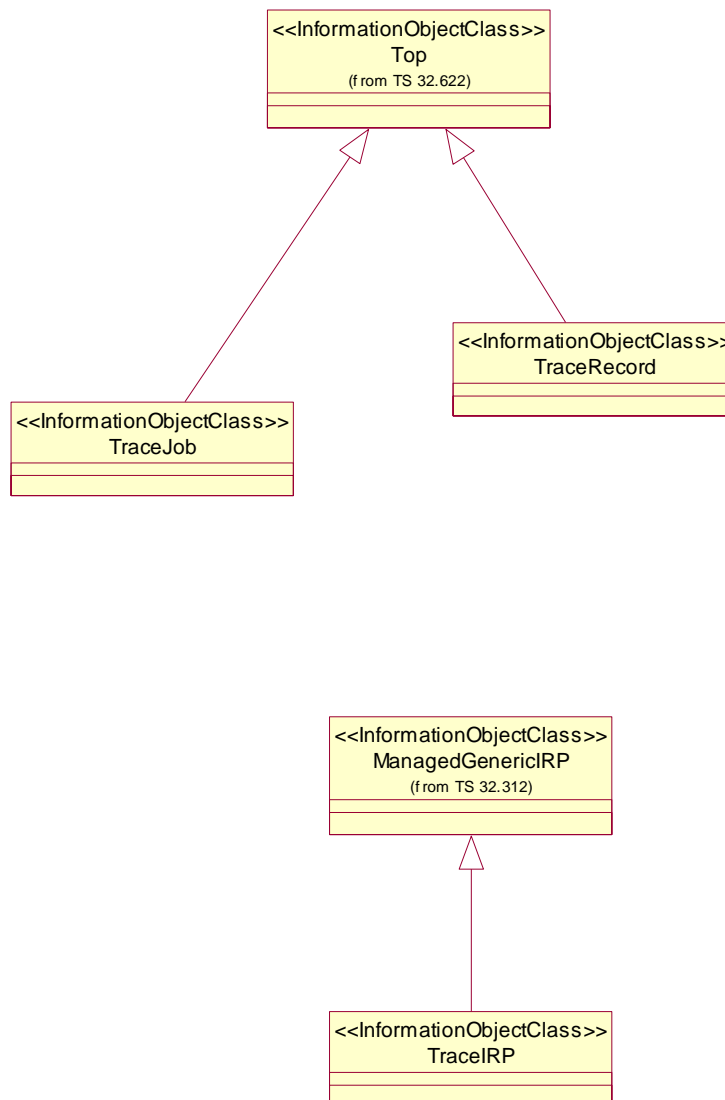 <<InformationObjectClass>>
Top
(from TS 32.622)
<<InformationObjectClass>>
TraceRecord
<<InformationObjectClass>>
TraceJob
<<InformationObjectClass>>
ManagedGenericIRP
(from TS 32.312)
<<InformationObjectClass>>
TraceIRP